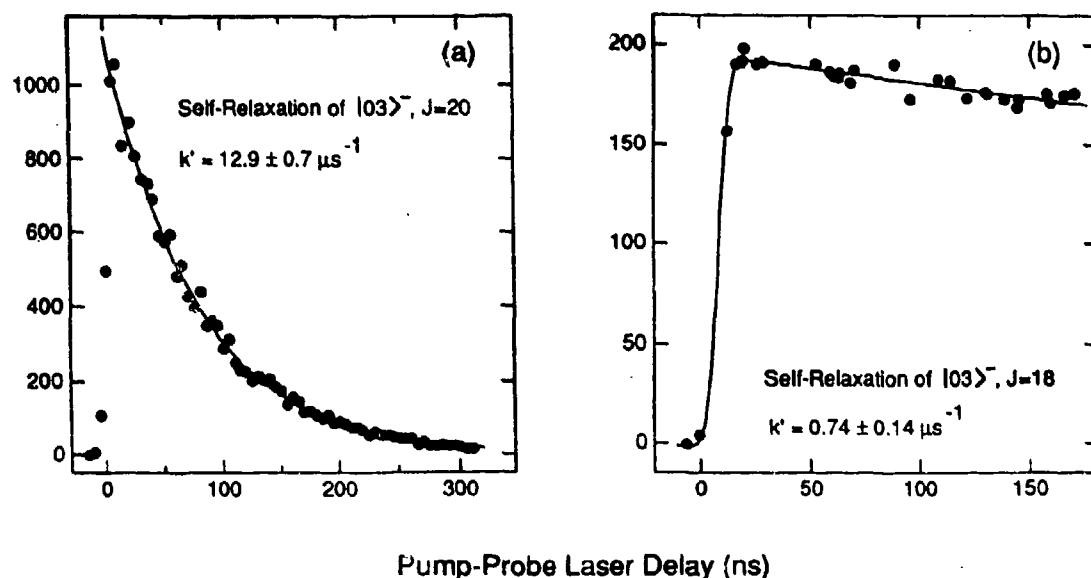 (a)
Self-Relaxation of |03>⁻, J=20
k' = 12.9 ± 0.7 μs⁻¹
1000
800
600
400
200
0
0 100 200 300
(b)
200
150
100
50
0
Self-Relaxation of |03>⁻, J=18
k' = 0.74 ± 0.14 μs⁻¹
0 50 100 150
Pump-Probe Laser Delay (ns)